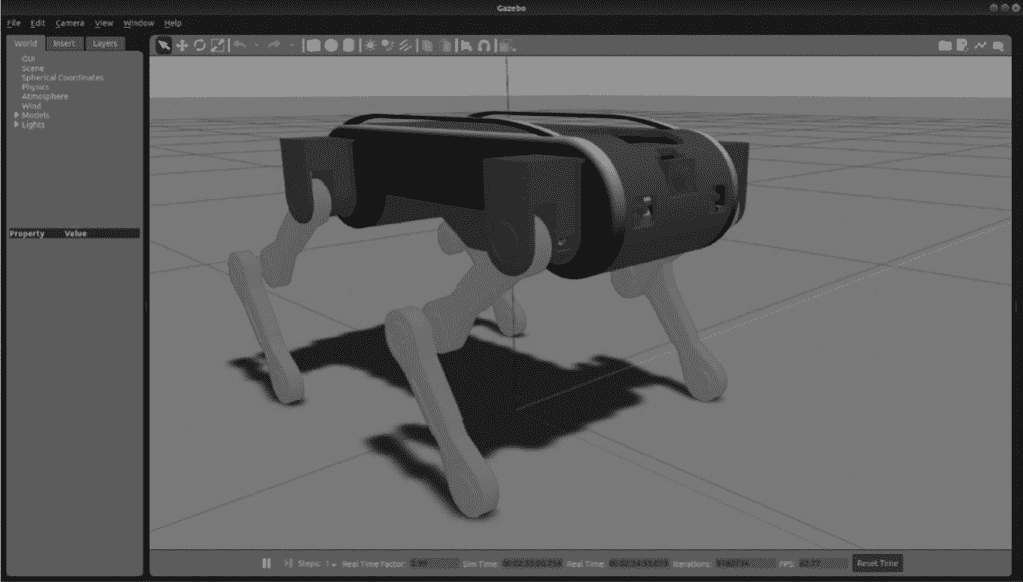 Gazebo
File Edit Camera View Window Help
World Insert Layers
GUI
Scene
Spherical Coordinates
Physics
Atmosphere
Wind
Models
Lights
Property Value
Steps: 1 Real Time Factor: Sim Time: Real Time: Iterations: FPS: Reset Time